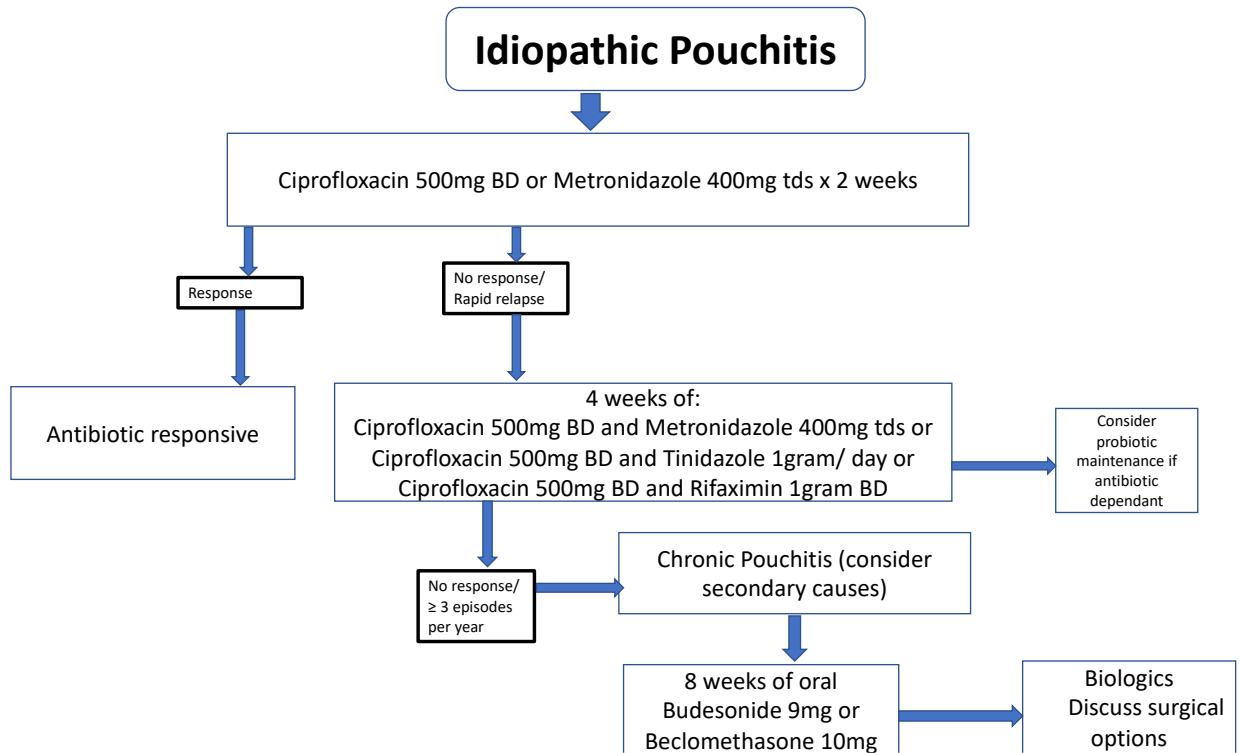 Idiopathic Pouchitis
Ciprofloxacin 500mg BD or Metronidazole 400mg tds x 2 weeks
Response
No response/
Rapid relapse
Antibiotic responsive
4 weeks of:
Ciprofloxacin 500mg BD and Metronidazole 400mg tds or
Ciprofloxacin 500mg BD and Tinidazole 1gram/ day or
Ciprofloxacin 500mg BD and Rifaximin 1gram BD
Consider
probiotic
maintenance if
antibiotic
dependant
No response/
≥ 3 episodes
per year
Chronic Pouchitis (consider
secondary causes)
8 weeks of oral
Budesonide 9mg or
Beclomethasone 10mg
Biologics
Discuss surgical
options